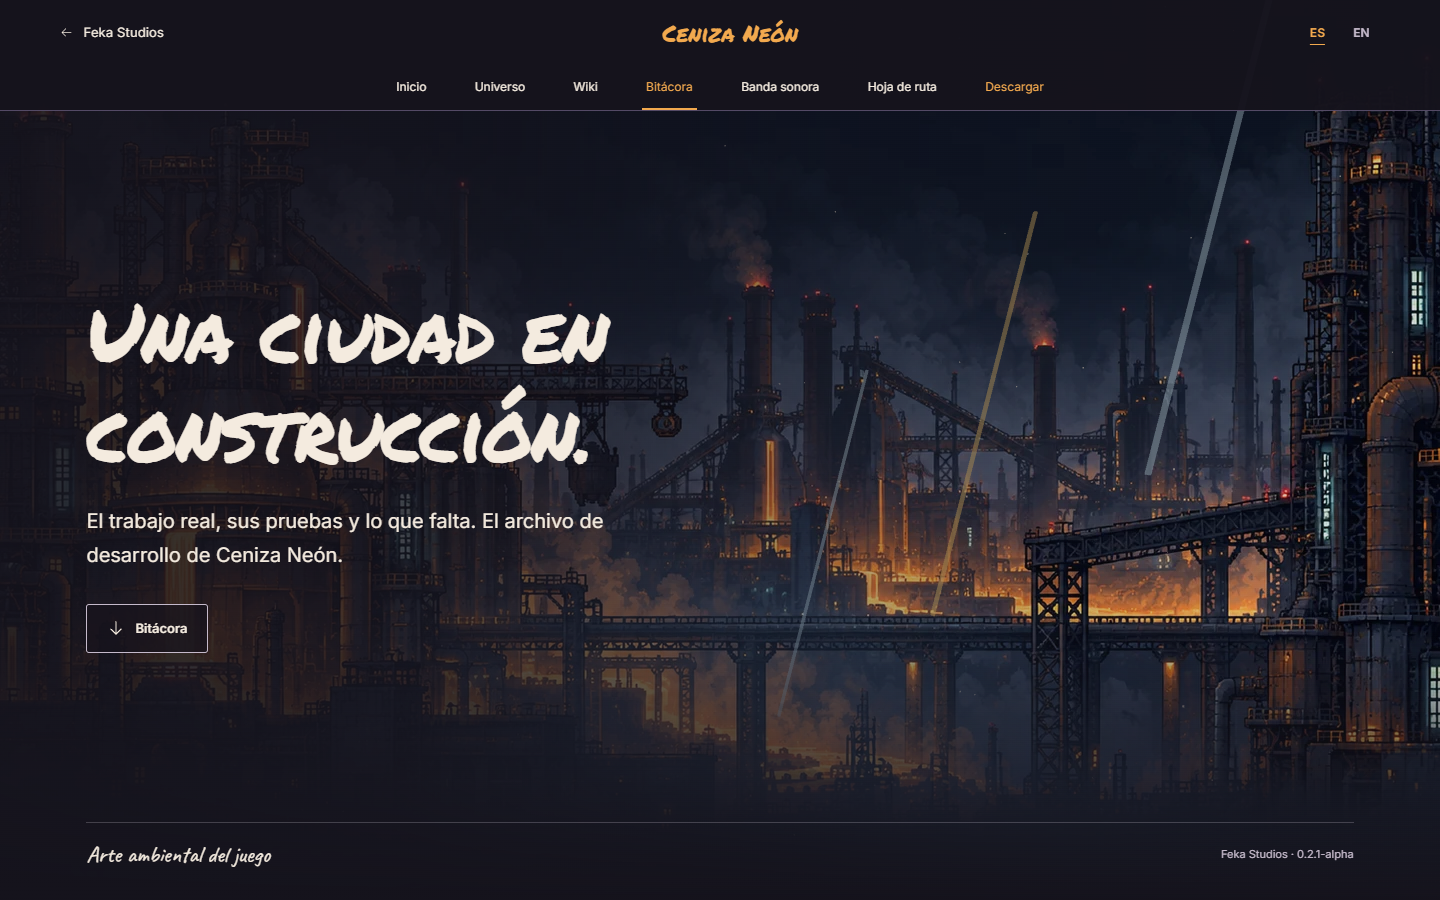 Feka Studios
Ceniza Neón
ES EN
Inicio Universo Wiki Bitácora Banda sonora Hoja de ruta Descargar
Una ciudad en
construcción.
El trabajo real, sus pruebas y lo que falta. El archivo de
desarrollo de Ceniza Neón.
Bitácora
Arte ambiental del juego
Feka Studios · 0.2.1-alpha